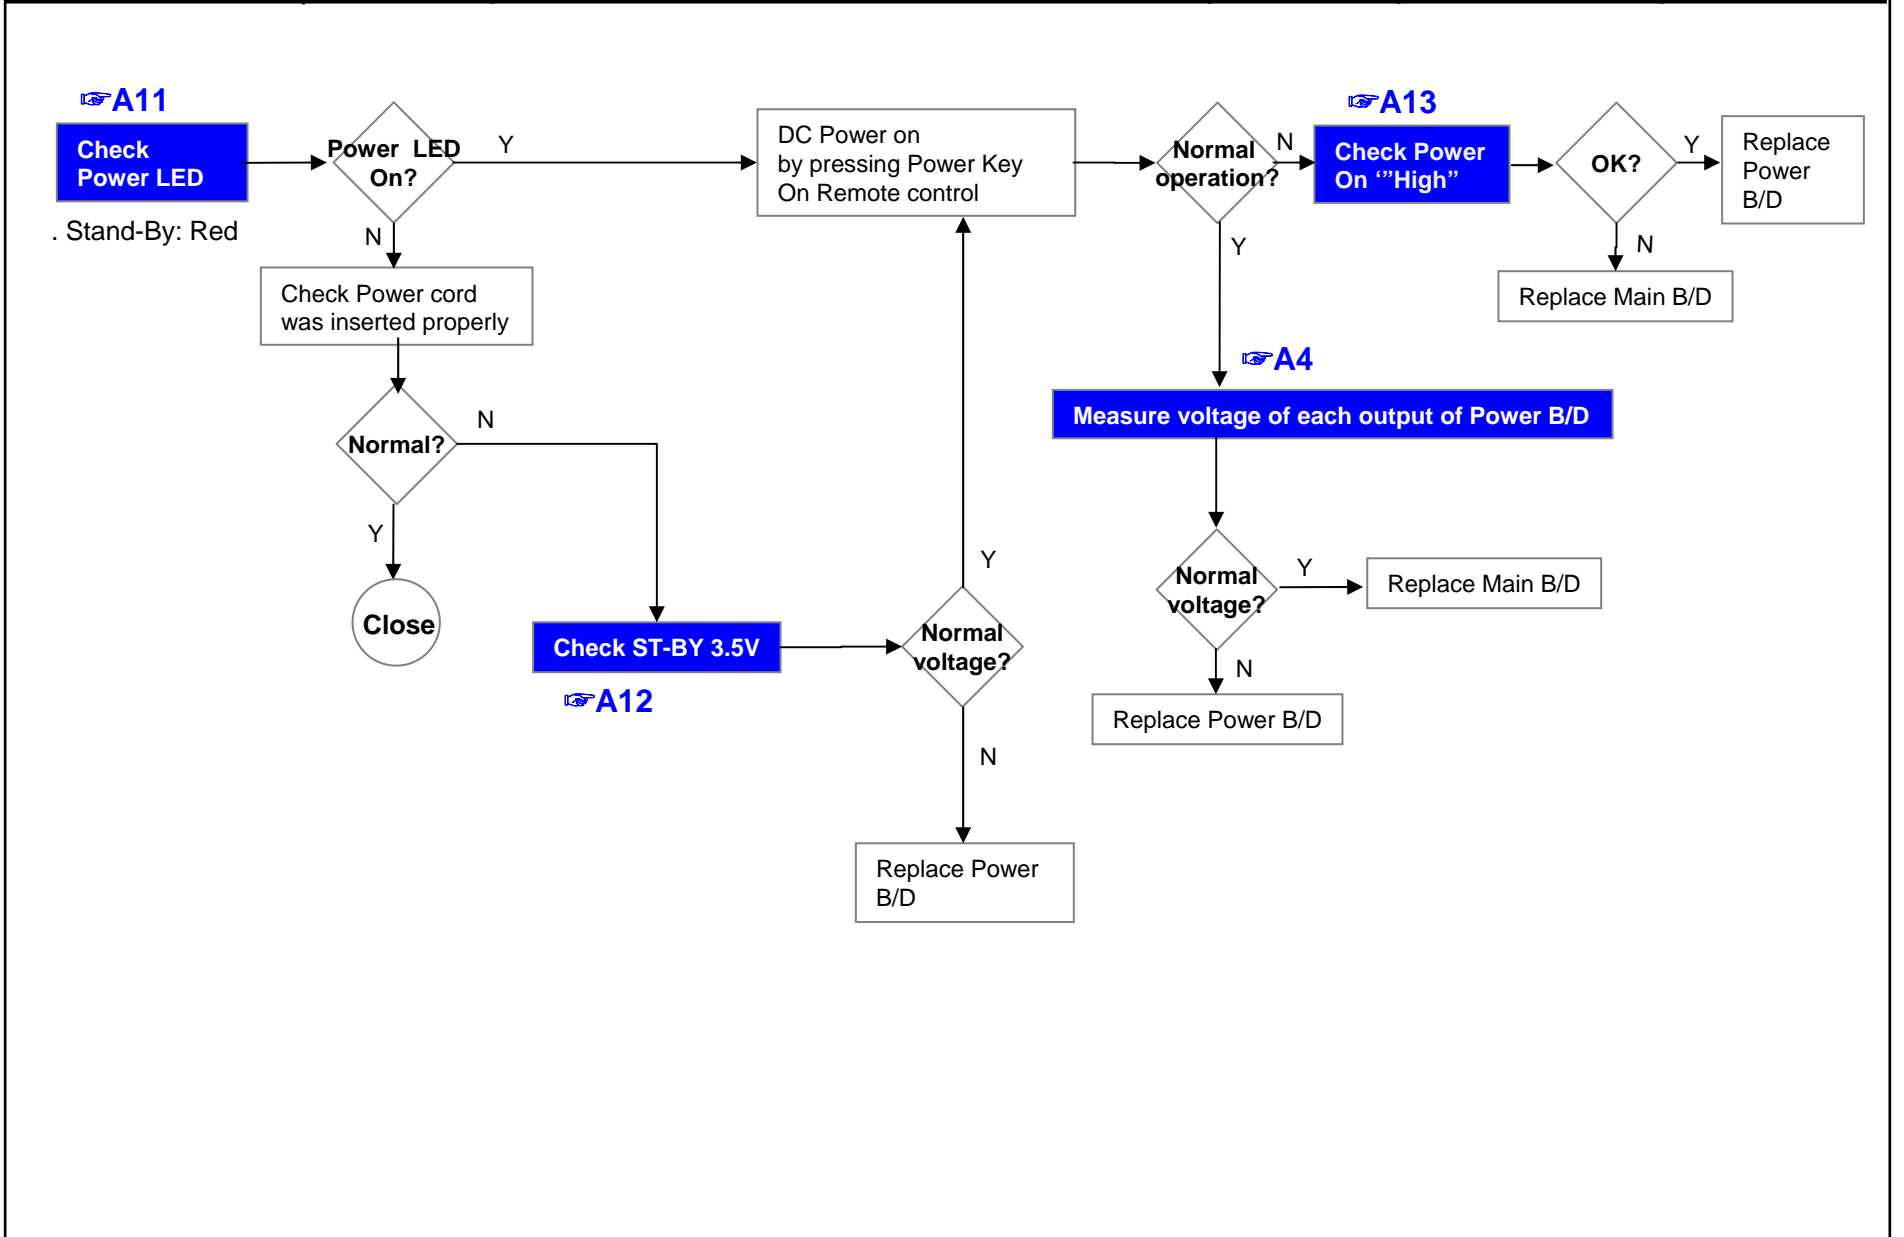 ☞A11
Check
Power LED
. Stand-By: Red
Power LED
On?
Y
N
Check Power cord
was inserted properly
Normal?
N
Y
Close
Check ST-BY 3.5V
☞A12
Normal
voltage?
Y
N
Replace Power
B/D
DC Power on
by pressing Power Key
On Remote control
Normal
operation?
N
Y
☞A13
Check Power
On ‘”High”
OK?
Y
Replace
Power
B/D
N
Replace Main B/D
☞A4
Measure voltage of each output of Power B/D
Normal
voltage?
Y
Replace Main B/D
N
Replace Power B/D